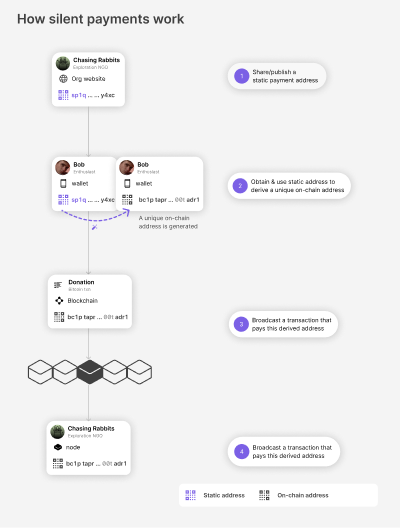 How silent payments work
Chasing Rabbits
Exploration NGO
Org website
sp1q ... ... y4xc
1
Share/publish a
static payment address
Bob
Enthusiast
wallet
sp1q ... ... y4xc
Bob
Enthusiast
wallet
bc1p tapr ... 00t adr1
A unique on-chain
address is generated
2
Obtain & use static address to
derive a unique on-chain address
Donation
Blockchain
bc1p tapr ... 00t adr1
3
Broadcast a transaction that
pays this derived address
Chasing Rabbits
Exploration NGO
node
bc1p tapr ... 00t adr1
4
Broadcast a transaction that
pays this derived address
Static address
On-chain address